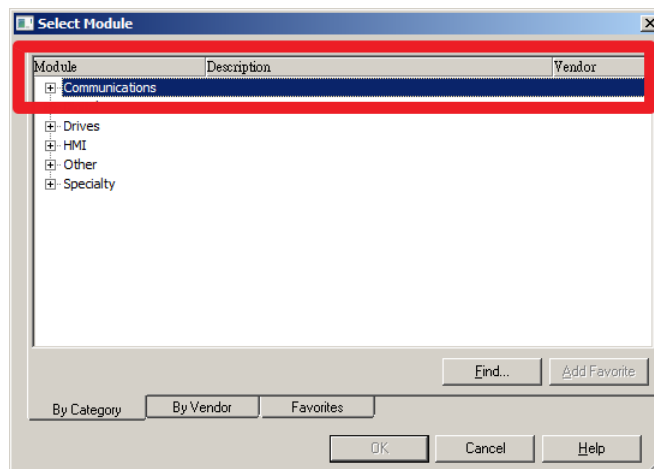 Select Module
Module Description Vendor
Communications
Drives
HMI
Other
Specialty
Find... Add Favorite
By Category By Vendor Favorites
OK Cancel Help